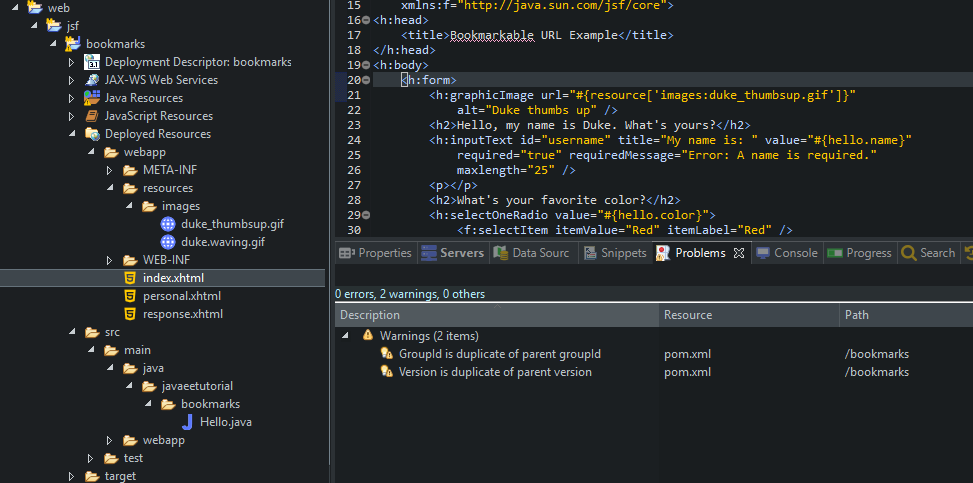 web
jsf
bookmarks
Deployment Descriptor: bookmarks
JAX-WS Web Services
Java Resources
JavaScript Resources
Deployed Resources
webapp
META-INF
resources
images
duke_thumbsup.gif
duke.waving.gif
WEB-INF
index.xhtml
personal.xhtml
response.xhtml
src
main
java
javaeetutorial
bookmarks
Hello.java
webapp
test
target
15 xmlns:f="http://java.sun.com/jsf/core">
16 <h:head>
17 <title>Bookmarkable URL Example</title>
18 </h:head>
19 <h:body>
20 <h:form>
21 <h:graphicImage url="#{resource['images:duke_thumbsup.gif']}"
22 alt="Duke thumbs up" />
23 <h2>Hello, my name is Duke. What's yours?</h2>
24 <h:inputText id="username" title="My name is: " value="#{hello.name}"
25 required="true" requiredMessage="Error: A name is required."
26 maxlength="25" />
27 <p></p>
28 <h2>What's your favorite color?</h2>
29 <h:selectOneRadio value="#{hello.color}">
30 <f:selectItem itemValue="Red" itemLabel="Red" />
Properties Servers Data Sourc Snippets Problems Console Progress Search
0 errors, 2 warnings, 0 others
Description Resource Path
Warnings (2 items)
GroupId is duplicate of parent groupId pom.xml /bookmarks
Version is duplicate of parent version pom.xml /bookmarks